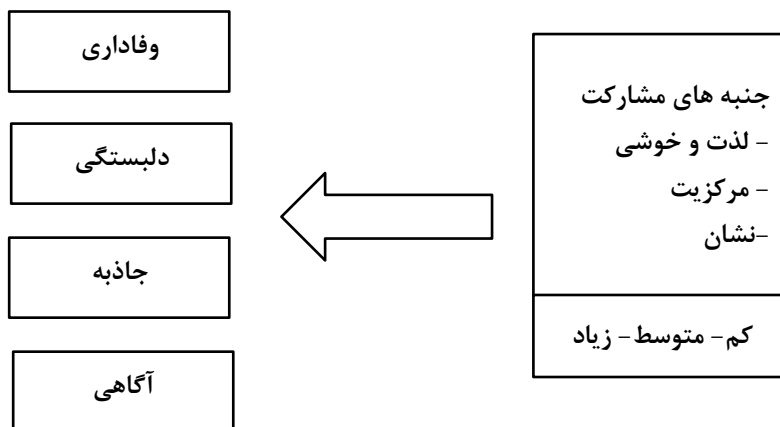 جنبه های مشارکت
- لذت و خوشی
- مرکزیت
-نشان
کم- متوسط- زیاد
وفاداری
دلبستگی
جاذبه
آگاهی